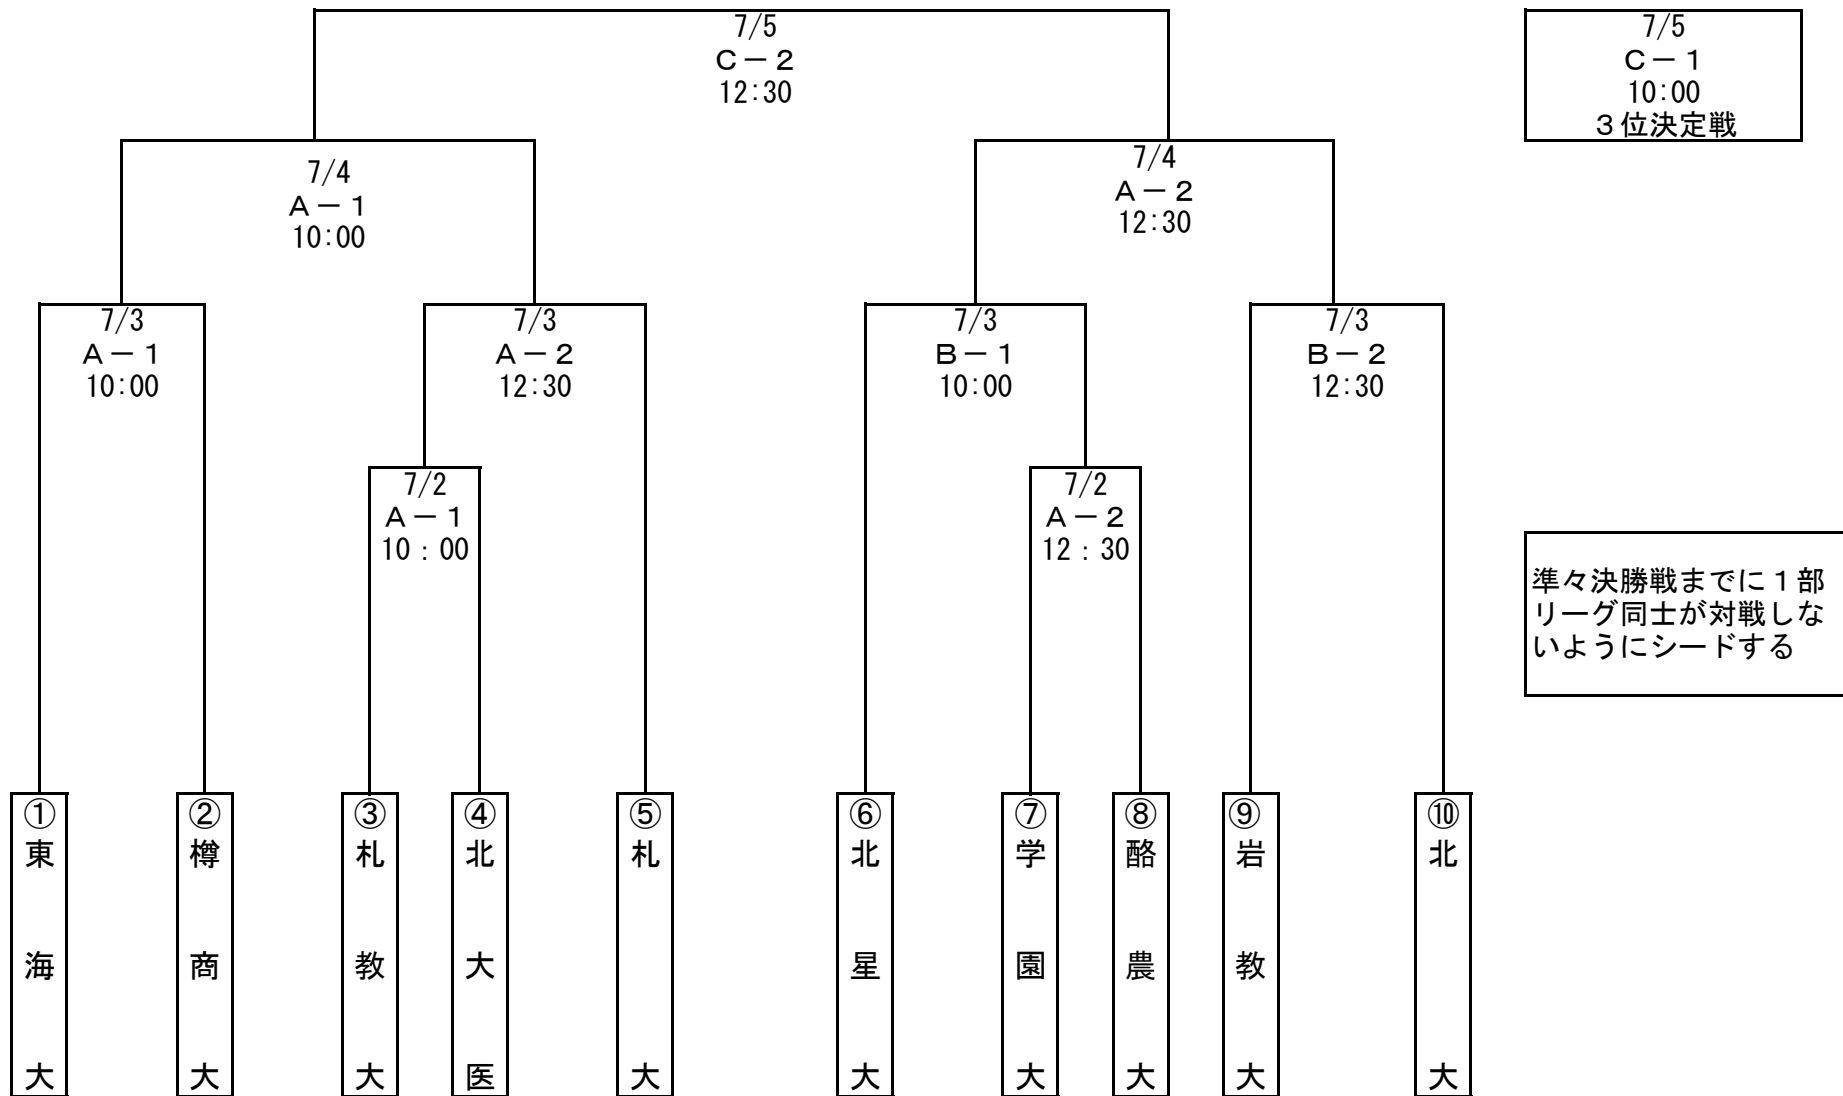 7/5
C－2
12:30
7/5
C－1
10:00
３位決定戦
7/4
A－1
10:00
7/4
A－2
12:30
7/3
A－1
10:00
7/3
A－2
12:30
7/3
B－1
10:00
7/3
B－2
12:30
7/2
A－1
10：00
7/2
A－2
12：30
準々決勝戦までに１部
リーグ同士が対戦しな
いようにシードする
①東海大
②樽商大
③札教大
④北大医
⑤札大
⑥北星大
⑦学園大
⑧酪農大
⑨岩教大
⑩北大